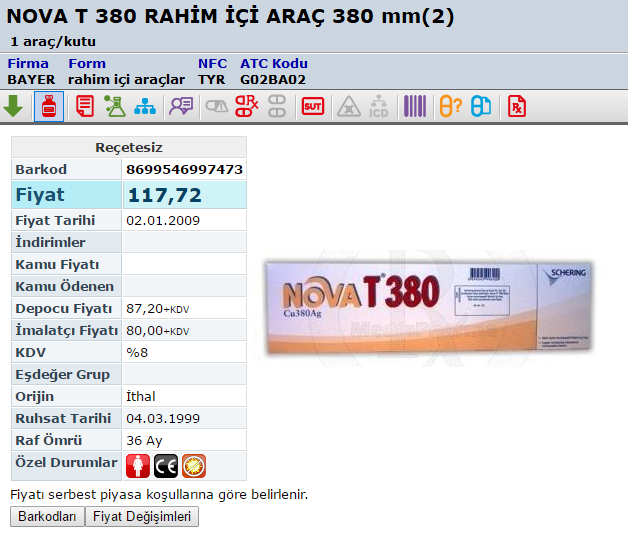 NOVA T 380 RAHİM İÇİ ARAÇ 380 mm(2)
1 araç/kutu
Firma Form NFC ATC Kodu
BAYER rahim içi araçlar TYR G02BA02
Rx SUT ICD ? Rx
Reçetesiz
Barkod 8699546997473
Fiyat 117,72
Fiyat Tarihi 02.01.2009
İndirimler
Kamu Fiyatı
Kamu Ödenen
Depocu Fiyatı 87,20+KDV
İmalatçı Fiyatı 80,00+KDV
KDV %8
Eşdeğer Grup
Orijin İthal
Ruhsat Tarihi 04.03.1999
Raf Ömrü 36 Ay
Özel Durumlar CE
NOVA T® 380
Cu380Ag
SCHERING
Fiyatı serbest piyasa koşullarına göre belirlenir.
Barkodları Fiyat Değişimleri